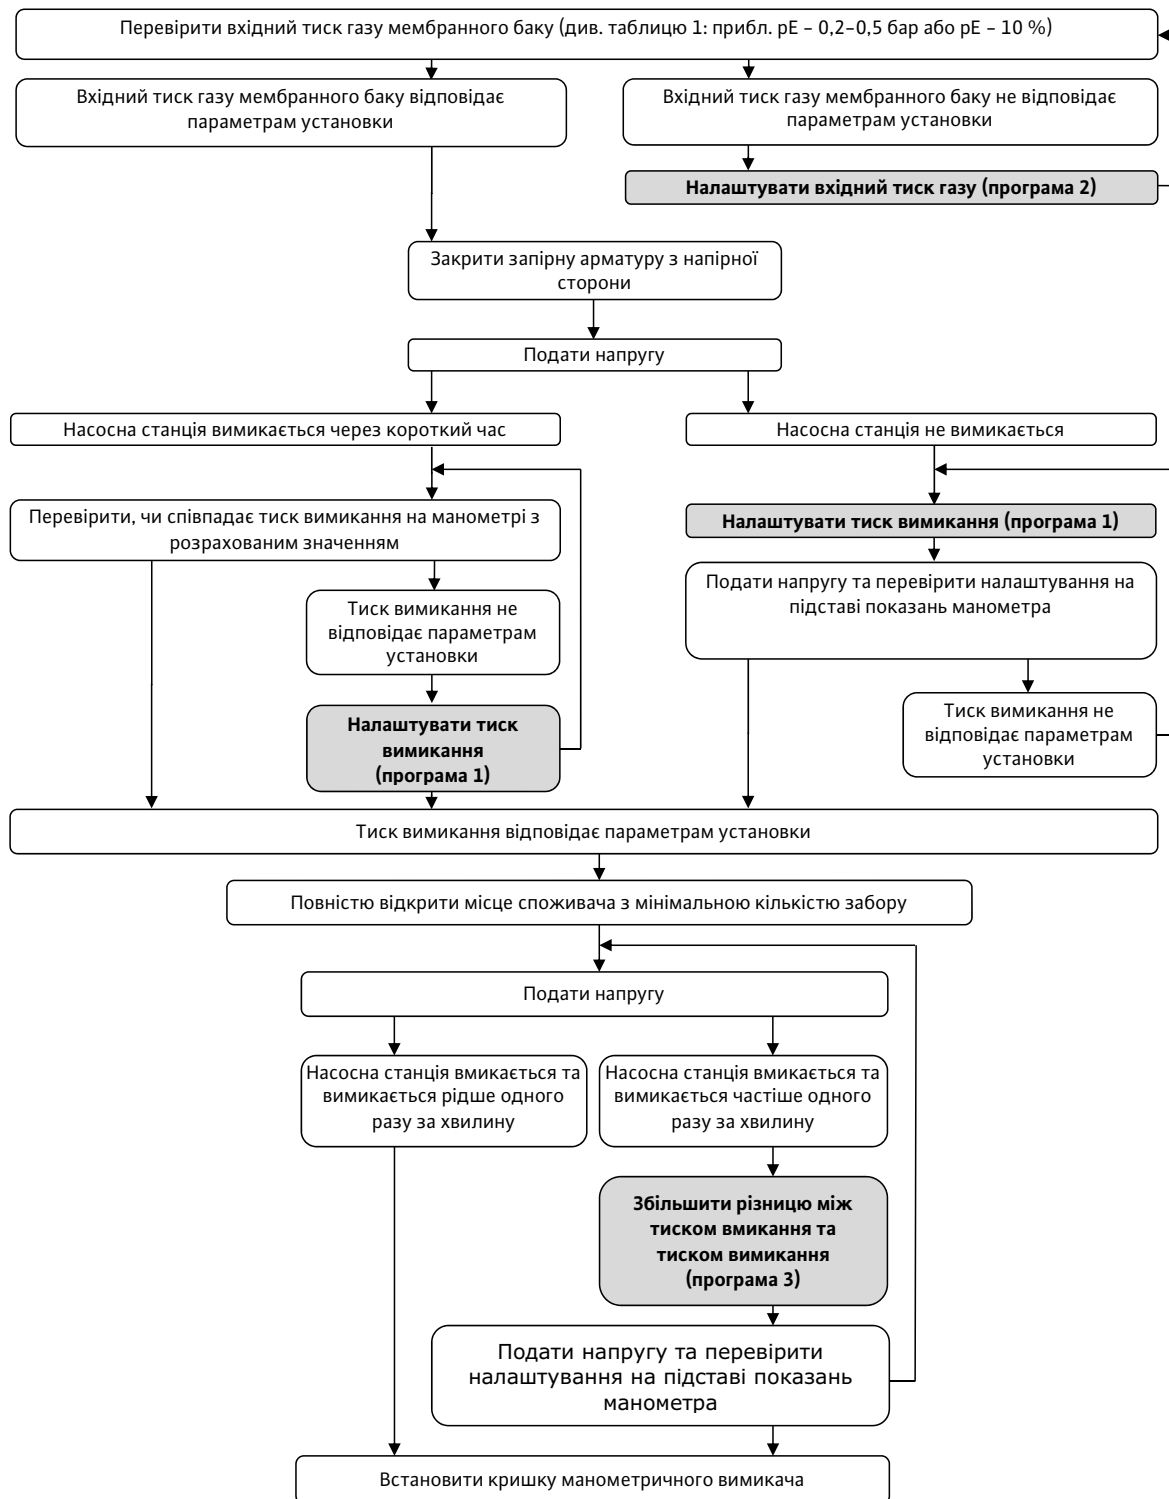 Перевірити вхідний тиск газу мембранного баку (див. таблицю 1: прибл. pE – 0,2–0,5 бар або pE – 10 %)
Вхідний тиск газу мембранного баку відповідає
параметрам установки
Вхідний тиск газу мембранного баку не відповідає
параметрам установки
Налаштувати вхідний тиск газу (програма 2)
Закрити запірну арматуру з напірної
сторони
Подати напругу
Насосна станція вимикається через короткий час
Насосна станція не вимикається
Перевірити, чи співпадає тиск вимикання на манометрі з
розрахованим значенням
Налаштувати тиск вимикання (програма 1)
Подати напругу та перевірити налаштування на
підставі показань манометра
Тиск вимикання не
відповідає параметрам
установки
Налаштувати тиск
вимикання
(програма 1)
Тиск вимикання не
відповідає параметрам
установки
Тиск вимикання відповідає параметрам установки
Повністю відкрити місце споживача з мінімальною кількістю забору
Подати напругу
Насосна станція вмикається та
вимикається рідше одного
разу за хвилину
Насосна станція вмикається та
вимикається частіше одного
разу за хвилину
Збільшити різницю між
тиском вмикання та
тиском вимикання
(програма 3)
Подати напругу та перевірити
налаштування на підставі показань
манометра
Встановити кришку манометричного вимикача